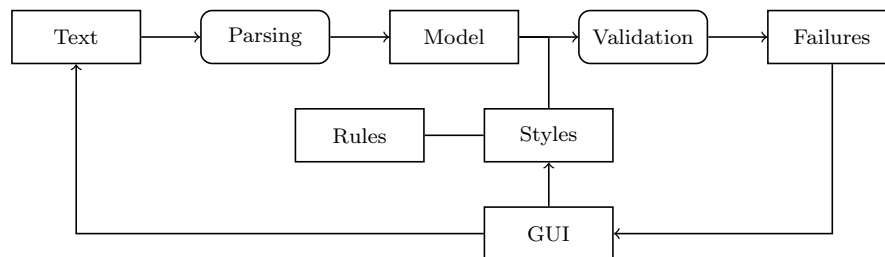 Text
Parsing
Model
Validation
Failures
Rules
Styles
GUI